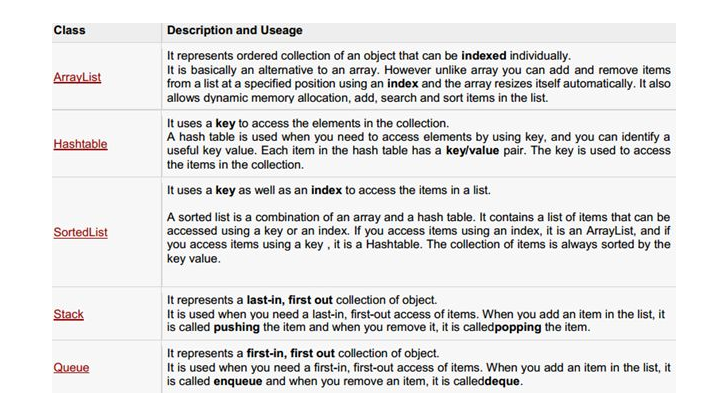 Class Description and Useage
It represents ordered collection of an object that can be indexed individually.
ArrayList
It is basically an alternative to an array. However unlike array you can add and remove items
from a list at a specified position using an index and the array resizes itself automatically. It also
allows dynamic memory allocation, add, search and sort items in the list.
It uses a key to access the elements in the collection.
Hashtable
A hash table is used when you need to access elements by using key, and you can identify a
useful key value. Each item in the hash table has a key/value pair. The key is used to access
the items in the collection.
It uses a key as well as an index to access the items in a list.
SortedList
A sorted list is a combination of an array and a hash table. It contains a list of items that can be
accessed using a key or an index. If you access items using an index, it is an ArrayList, and if
you access items using a key , it is a Hashtable. The collection of items is always sorted by the
key value.
It represents a last-in, first out collection of object.
Stack
It is used when you need a last-in, first-out access of items. When you add an item in the list, it
is called pushing the item and when you remove it, it is calledpopping the item.
It represents a first-in, first out collection of object.
Queue
It is used when you need a first-in, first-out access of items. When you add an item in the list, it
is called enqueue and when you remove an item, it is calleddeque.